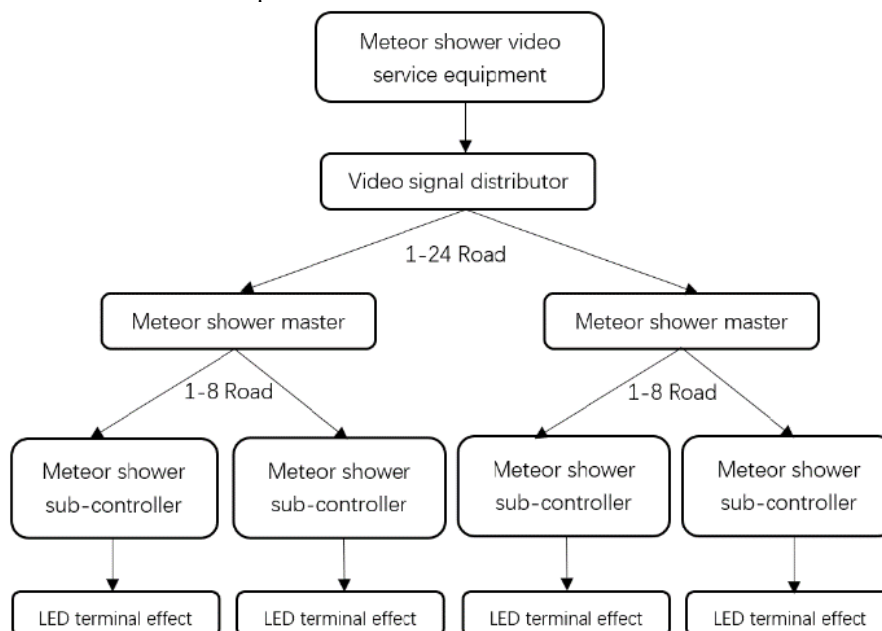 Meteor shower video
service equipment
Video signal distributor
1-24 Road
Meteor shower master
Meteor shower master
1-8 Road
1-8 Road
Meteor shower
sub-controller
Meteor shower
sub-controller
Meteor shower
sub-controller
Meteor shower
sub-controller
LED terminal effect
LED terminal effect
LED terminal effect
LED terminal effect